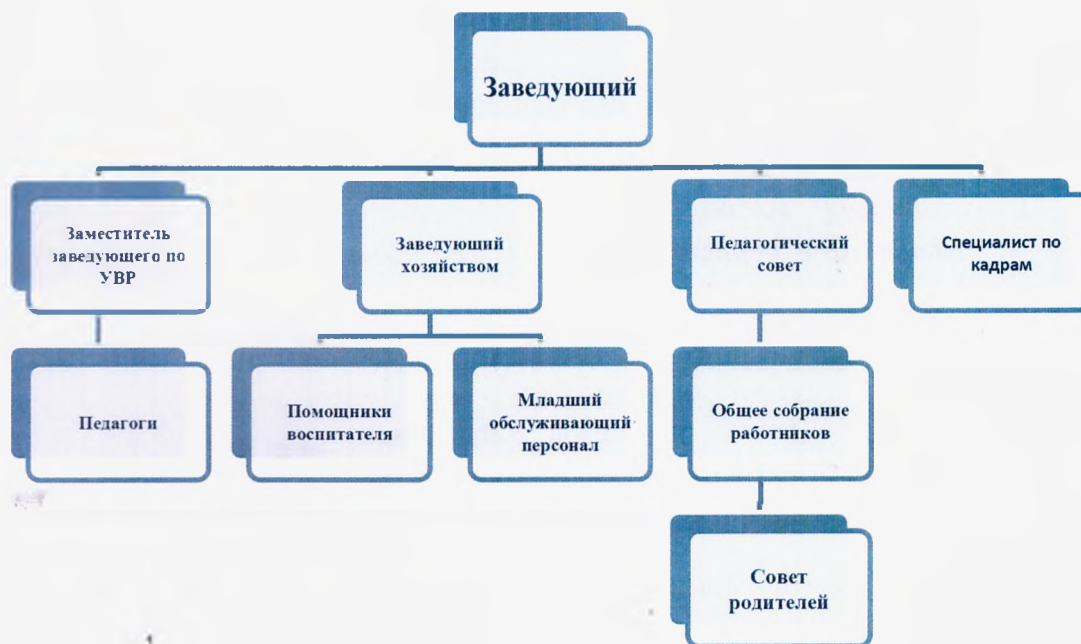 Заведующий
Заместитель
заведующего по
УВР
Заведующий
хозяйством
Педагогический
совет
Специалист по
кадрам
Педагоги
Помощники
воспитателя
Младший
обслуживающий
персонал
Общее собрание
работников
Совет
родителей